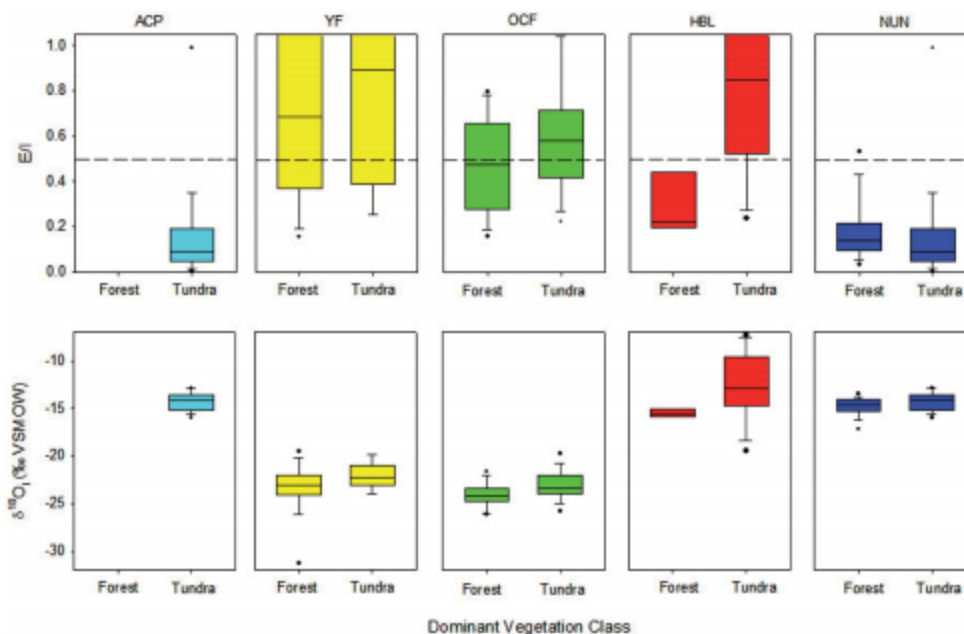 ACP YF OCF HBL NUN
E/I
1.0
0.8
0.6
0.4
0.2
0.0
Forest Tundra Forest Tundra Forest Tundra Forest Tundra Forest Tundra
δ¹⁸Oᵢ (‰ VSMOW)
-10
-15
-20
-25
-30
Forest Tundra Forest Tundra Forest Tundra Forest Tundra Forest Tundra
Dominant Vegetation Class